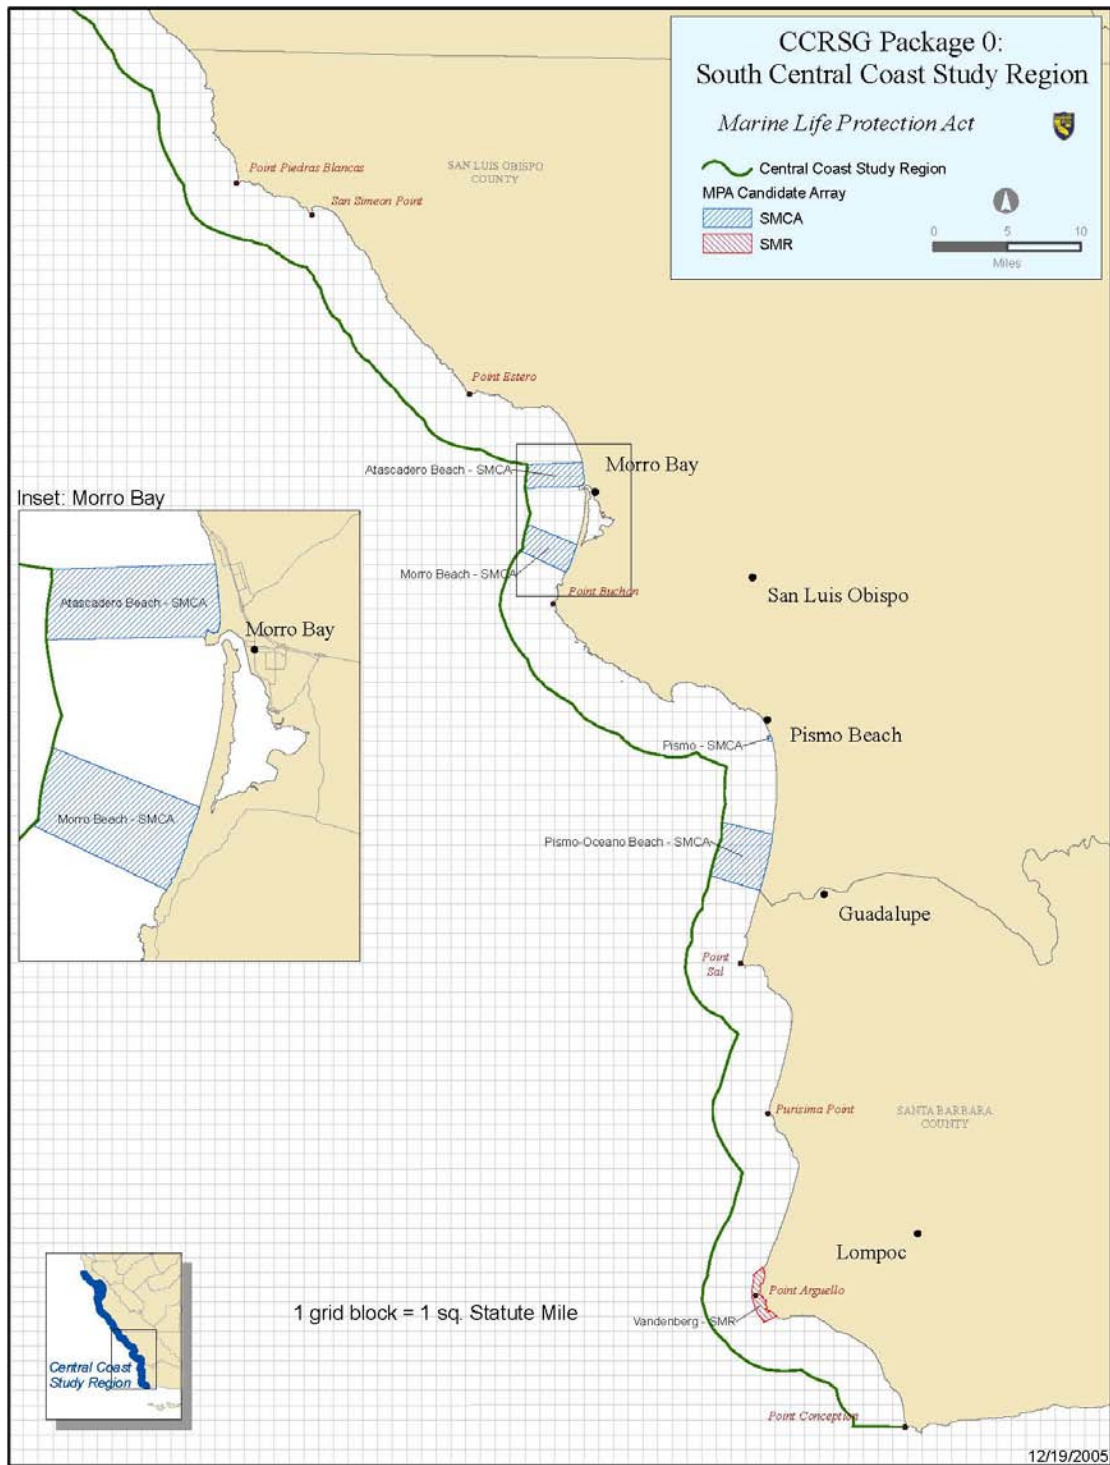 CCRSG Package 0:
South Central Coast Study Region
Marine Life Protection Act
Central Coast Study Region
MPA Candidate Array
SMCA
SMR
0 5 10
Miles
Point Piedras Blancas
San Simeon Point
SAN LUIS OBISPO
COUNTY
Point Estero
Atascadero Beach - SMCA
Morro Bay
Morro Beach - SMCA
Point Buchon
San Luis Obispo
Inset: Morro Bay
Atascadero Beach - SMCA
Morro Bay
Morro Beach - SMCA
Pismo - SMCA
Pismo Beach
Pismo-Oceano Beach - SMCA
Guadalupe
Point
Sal
Purisima Point
SANTA BARBARA
COUNTY
Lompoc
Point Arguello
Vandenberg - SMR
1 grid block = 1 sq. Statute Mile
Central Coast
Study Region
Point Conception
12/19/2005